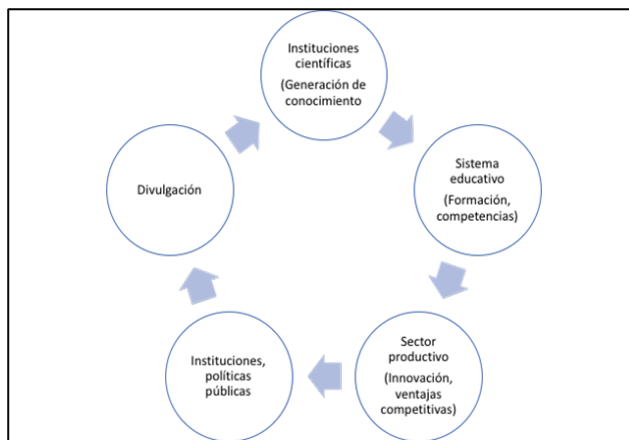 Instituciones
científicas
(Generación de
conocimiento
Sistema
educativo
(Formación,
competencias)
Sector
productivo
(Innovación,
ventajas
competitivas)
Instituciones,
políticas
públicas
Divulgación